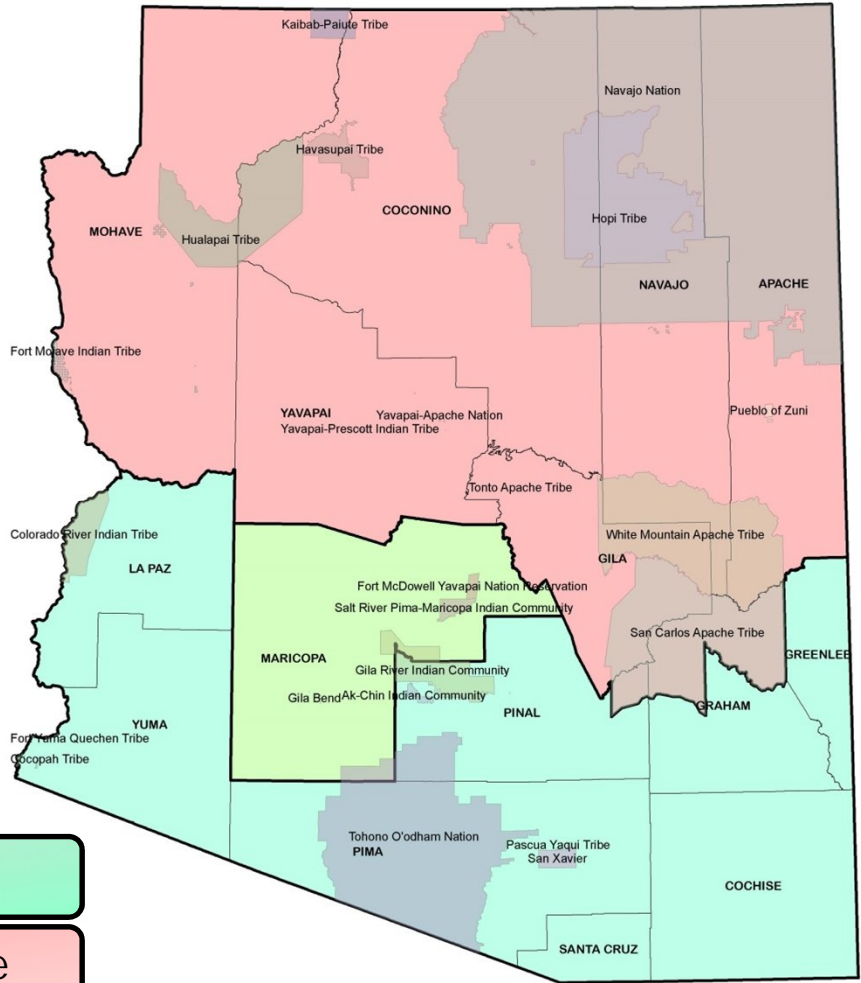 Kaibab-Paiute Tribe
Navajo Nation
Havasupai Tribe
COCONINO
Hopi Tribe
MOHAVE
Hualapai Tribe
NAVAJO
APACHE
Fort Mojave Indian Tribe
Pueblo of Zuni
YAVAPAI
Yavapai-Apache Nation
Yavapai-Prescott Indian Tribe
Tonto Apache Tribe
Colorado River Indian Tribe
White Mountain Apache Tribe
GILA
LA PAZ
Fort McDowell Yavapai Nation Reservation
Salt River Pima-Maricopa Indian Community
San Carlos Apache Tribe
GREENLEE
MARICOPA
Gila River Indian Community
Gila Bend
Ak-Chin Indian Community
GRAHAM
PINAL
YUMA
Fort Yuma Quechen Tribe
Cocopah Tribe
Tohono O'odham Nation
PIMA
Pascua Yaqui Tribe
San Xavier
COCHISE
SANTA CRUZ
e